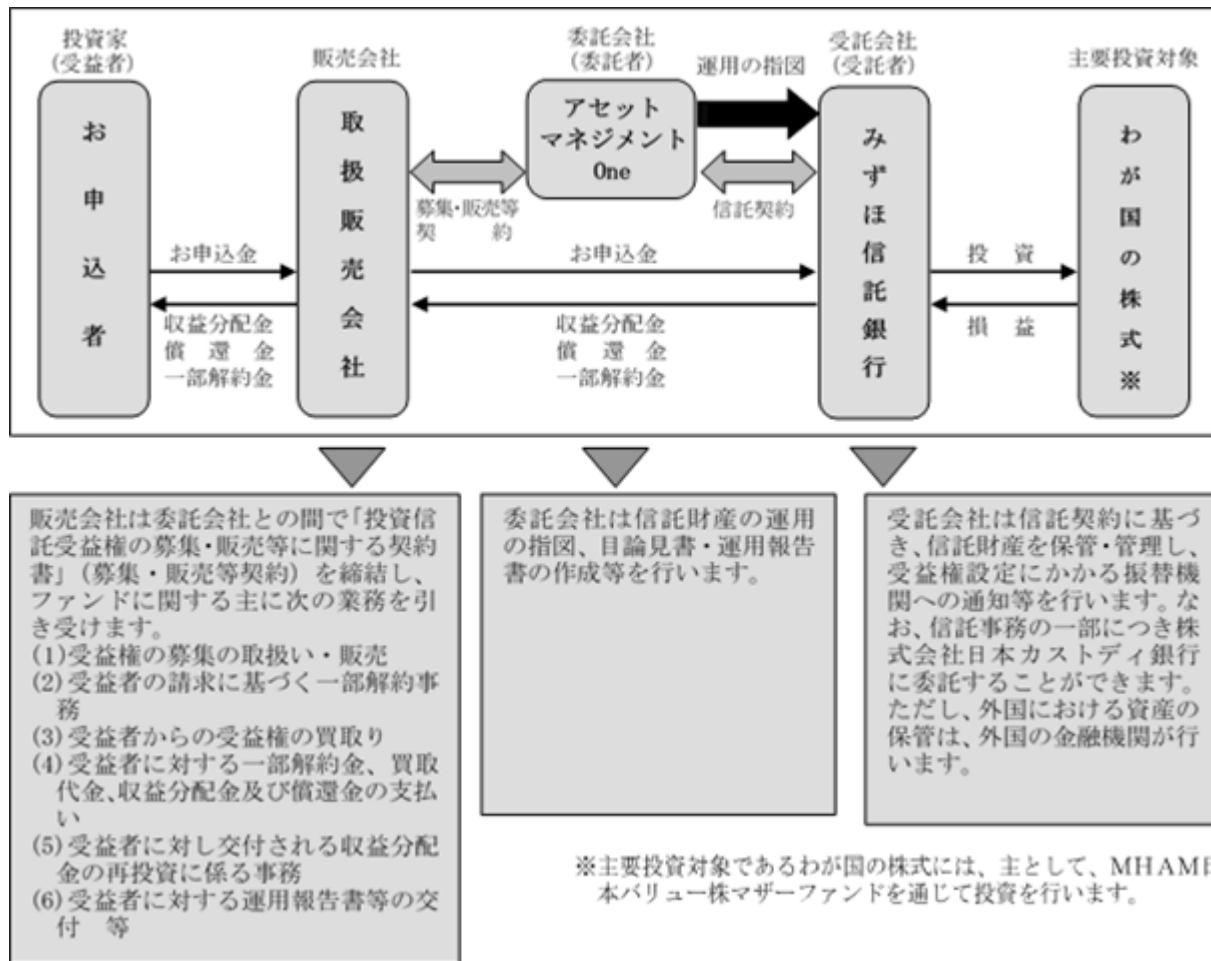 投資家
(受益者)
販売会社
委託会社
(委託者)
運用の指図
受託会社
(受託者)
主要投資対象
お申込者
取扱販売会社
アセット
マネジメント
One
みずほ信託銀行
わが国の株式※
募集・販売等
契 約
信託契約
お申込金
お申込金
投 資
収益分配金
償 還 金
一部解約金
収益分配金
償 還 金
一部解約金
損 益
販売会社は委託会社との間で「投資信
託受益権の募集・販売等に関する契約
書」(募集・販売等契約)を締結し、
ファンドに関する主に次の業務を引
き受けます。
(1)受益権の募集の取扱い・販売
(2)受益者の請求に基づく一部解約事
務
(3)受益者からの受益権の買取り
(4)受益者に対する一部解約金、買取
代金、収益分配金及び償還金の支払
い
(5)受益者に対し交付される収益分配
金の再投資に係る事務
(6)受益者に対する運用報告書等の交
付 等
委託会社は信託財産の運用
の指図、目論見書・運用報告
書の作成等を行います。
受託会社は信託契約に基づ
き、信託財産を保管・管理し、
受益権設定にかかる振替機
関への通知等を行います。な
お、信託事務の一部につき株
式会社日本カストディ銀行
に委託することができます。
ただし、外国における資産の
保管は、外国の金融機関が行
います。
※主要投資対象であるわが国の株式には、主として、MHAM日
本バリュー株マザーファンドを通じて投資を行います。